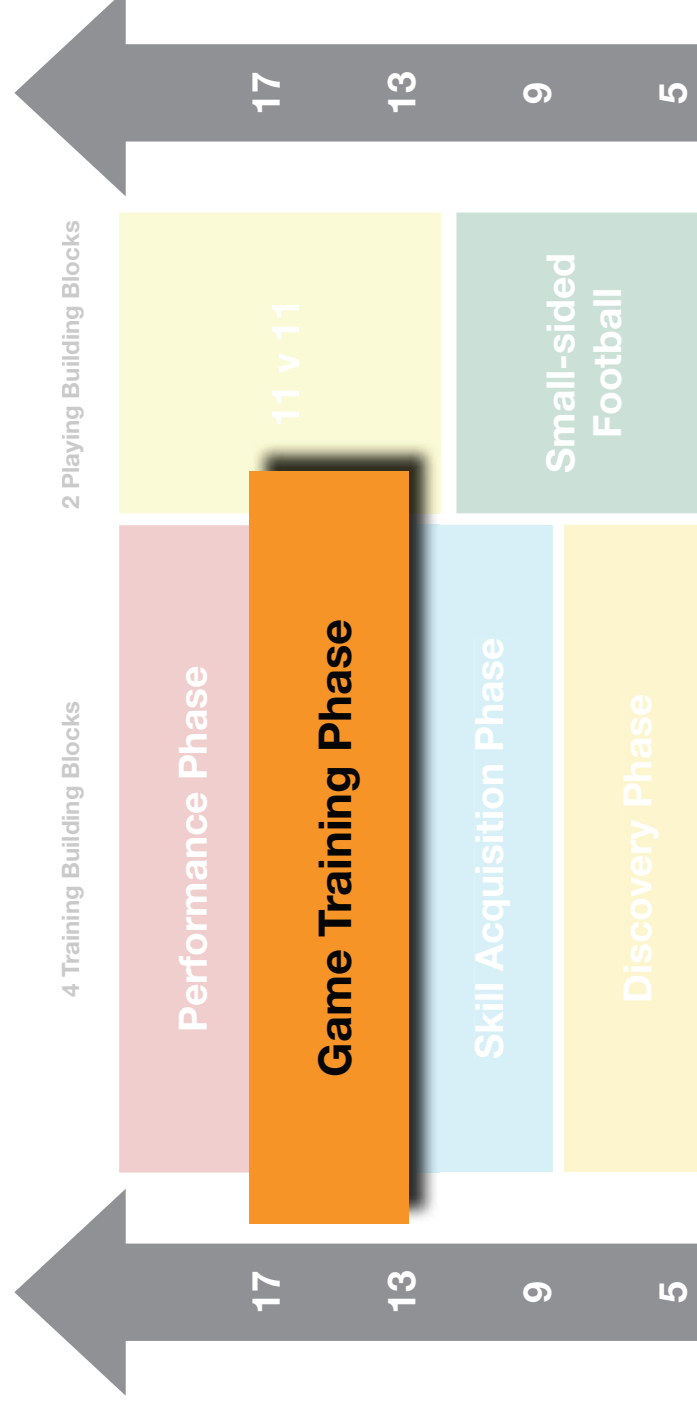 4 Training Building Blocks
2 Playing Building Blocks
17
13
9
5
Performance Phase
Game Training Phase
Skill Acquisition Phase
Discovery Phase
11 v 11
Small-sided
Football
17
13
9
5